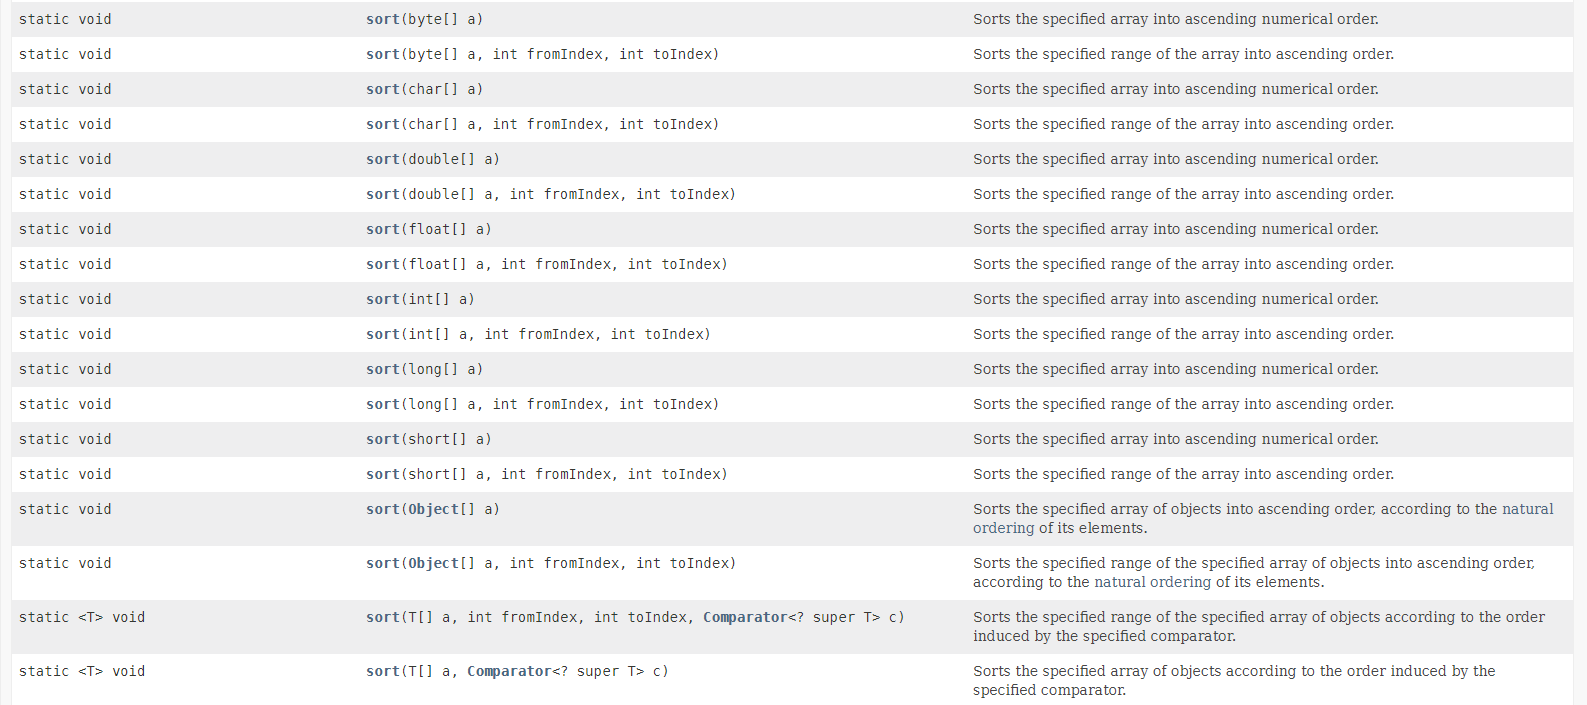 static void sort(byte[] a) Sorts the specified array into ascending numerical order.
static void sort(byte[] a, int fromIndex, int toIndex) Sorts the specified range of the array into ascending order.
static void sort(char[] a) Sorts the specified array into ascending numerical order.
static void sort(char[] a, int fromIndex, int toIndex) Sorts the specified range of the array into ascending order.
static void sort(double[] a) Sorts the specified array into ascending numerical order.
static void sort(double[] a, int fromIndex, int toIndex) Sorts the specified range of the array into ascending order.
static void sort(float[] a) Sorts the specified array into ascending numerical order.
static void sort(float[] a, int fromIndex, int toIndex) Sorts the specified range of the array into ascending order.
static void sort(int[] a) Sorts the specified array into ascending numerical order.
static void sort(int[] a, int fromIndex, int toIndex) Sorts the specified range of the array into ascending order.
static void sort(long[] a) Sorts the specified array into ascending numerical order.
static void sort(long[] a, int fromIndex, int toIndex) Sorts the specified range of the array into ascending order.
static void sort(short[] a) Sorts the specified array into ascending numerical order.
static void sort(short[] a, int fromIndex, int toIndex) Sorts the specified range of the array into ascending order.
static void sort(Object[] a) Sorts the specified array of objects into ascending order, according to the natural
ordering of its elements.
static void sort(Object[] a, int fromIndex, int toIndex) Sorts the specified range of the specified array of objects into ascending order,
according to the natural ordering of its elements.
static <T> void sort(T[] a, int fromIndex, int toIndex, Comparator<? super T> c) Sorts the specified range of the specified array of objects according to the order
induced by the specified comparator.
static <T> void sort(T[] a, Comparator<? super T> c) Sorts the specified array of objects according to the order induced by the
specified comparator.